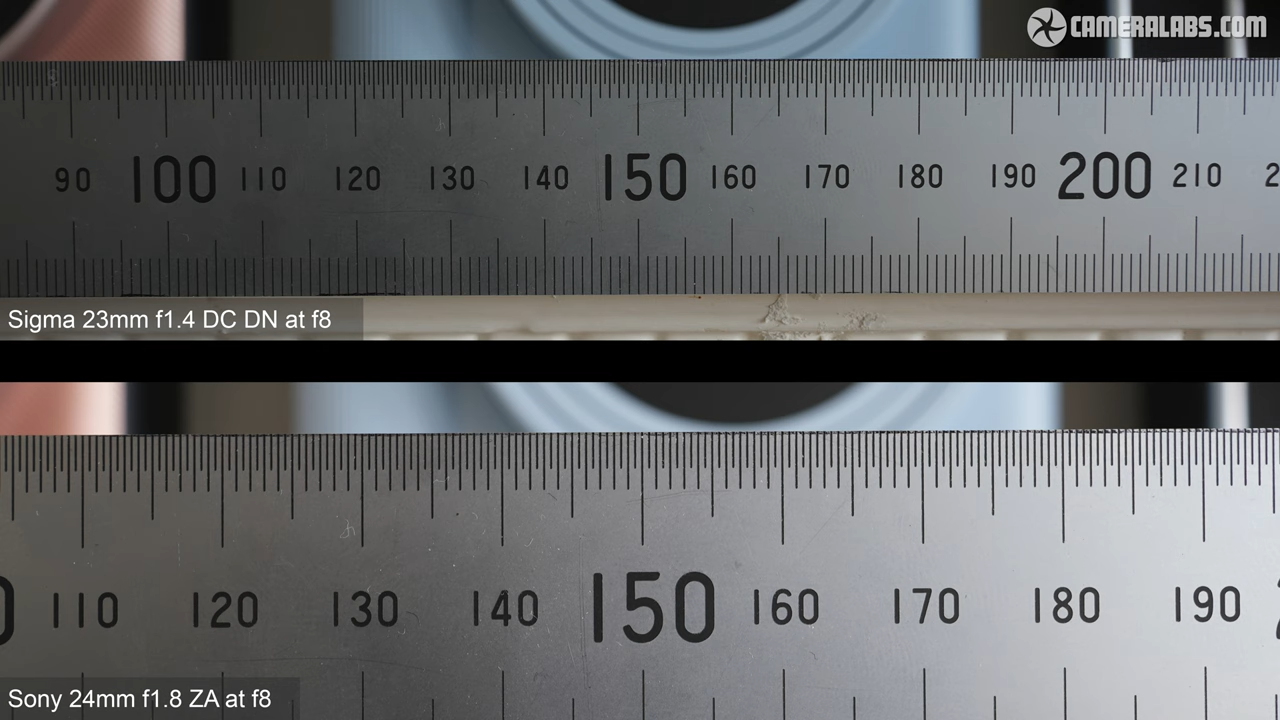 CAMERALABS.COM
90 100 110 120 130 140 150 160 170 180 190 200 210
Sigma 23mm f1.4 DC DN at f8
110 120 130 140 150 160 170 180 190
Sony 24mm f1.8 ZA at f8